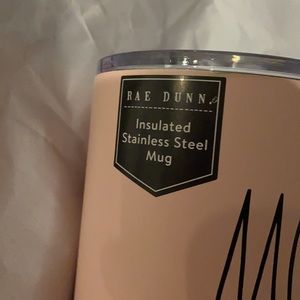 RAE DUNN.
Insulated
Stainless Steel
Mug